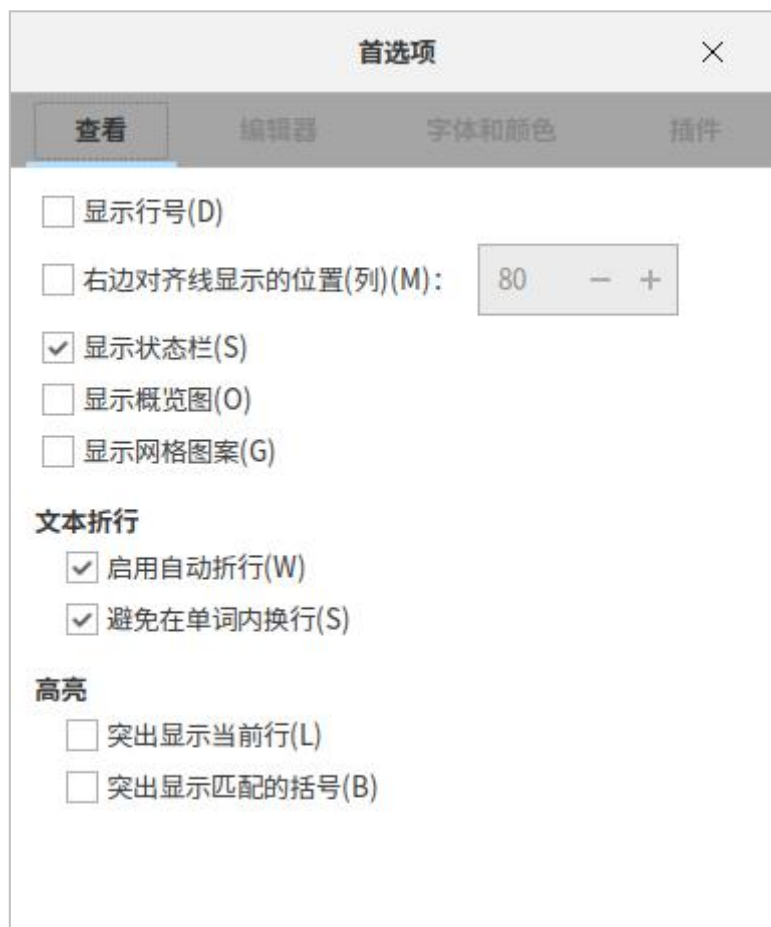 首选项
查看 编辑器 字体和颜色 插件
显示行号(D)
右边对齐线显示的位置(列)(M): 80
显示状态栏(S)
显示概览图(O)
显示网格图案(G)
文本折行
启用自动折行(W)
避免在单词内换行(S)
高亮
突出显示当前行(L)
突出显示匹配的括号(B)